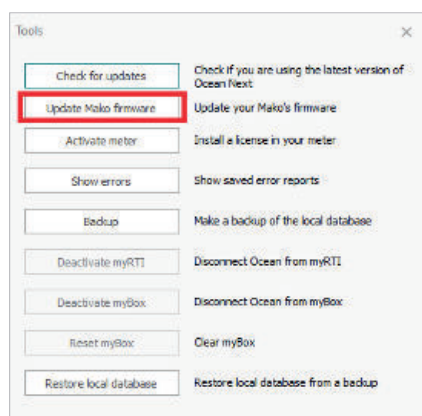 Tools
Check for updates
Check if you are using the latest version of
Ocean Next
Update Mako firmware
Update your Mako's firmware
Activate meter
Install a license in your meter
Show errors
Show saved error reports
Backup
Make a backup of the local database
Deactivate myRTI
Disconnect Ocean from myRTI
Deactivate myBox
Disconnect Ocean from myBox
Reset myBox
Clear myBox
Restore local database
Restore local database from a backup